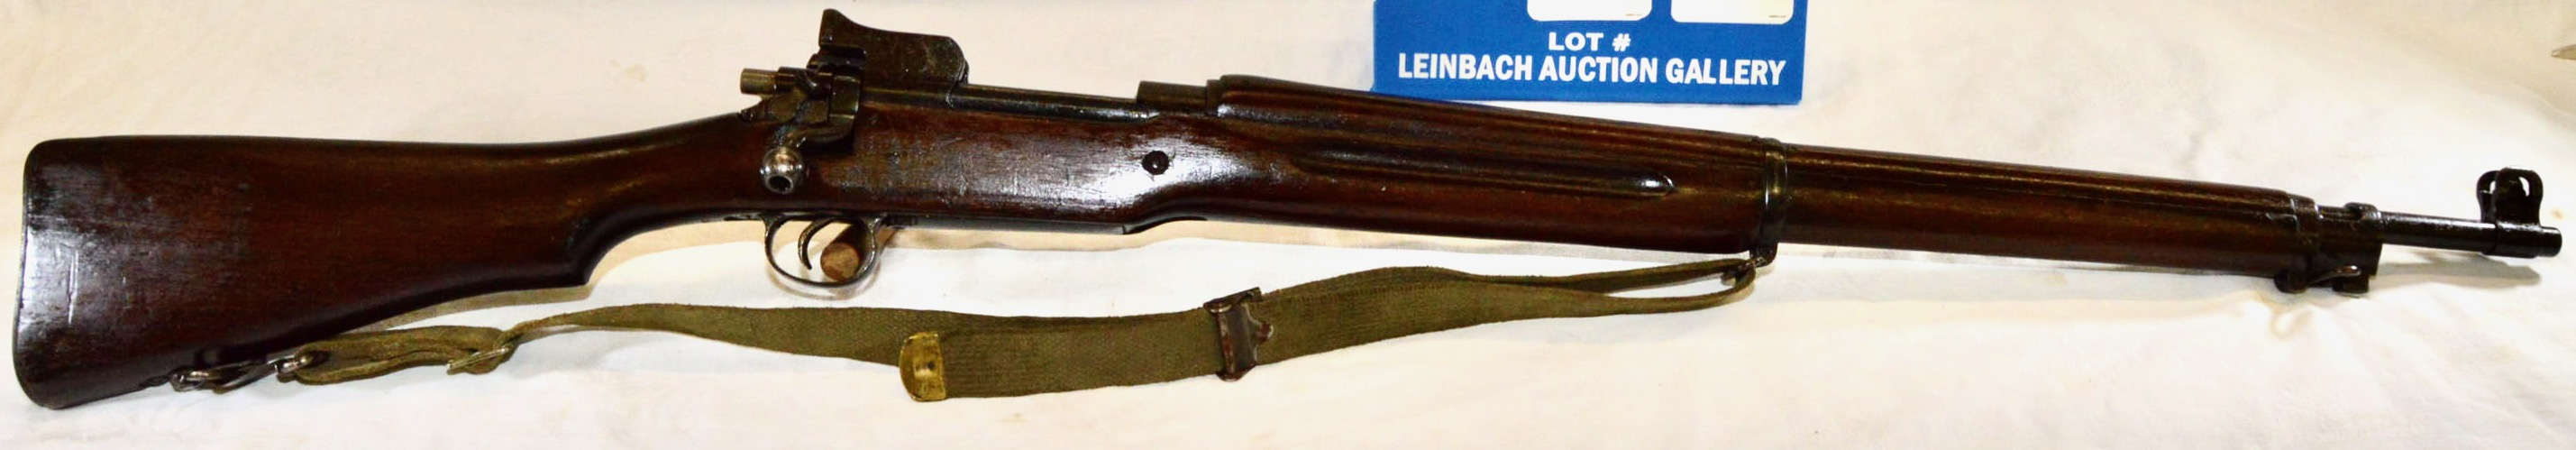 LOT #
LEINBACH AUCTION GALLERY